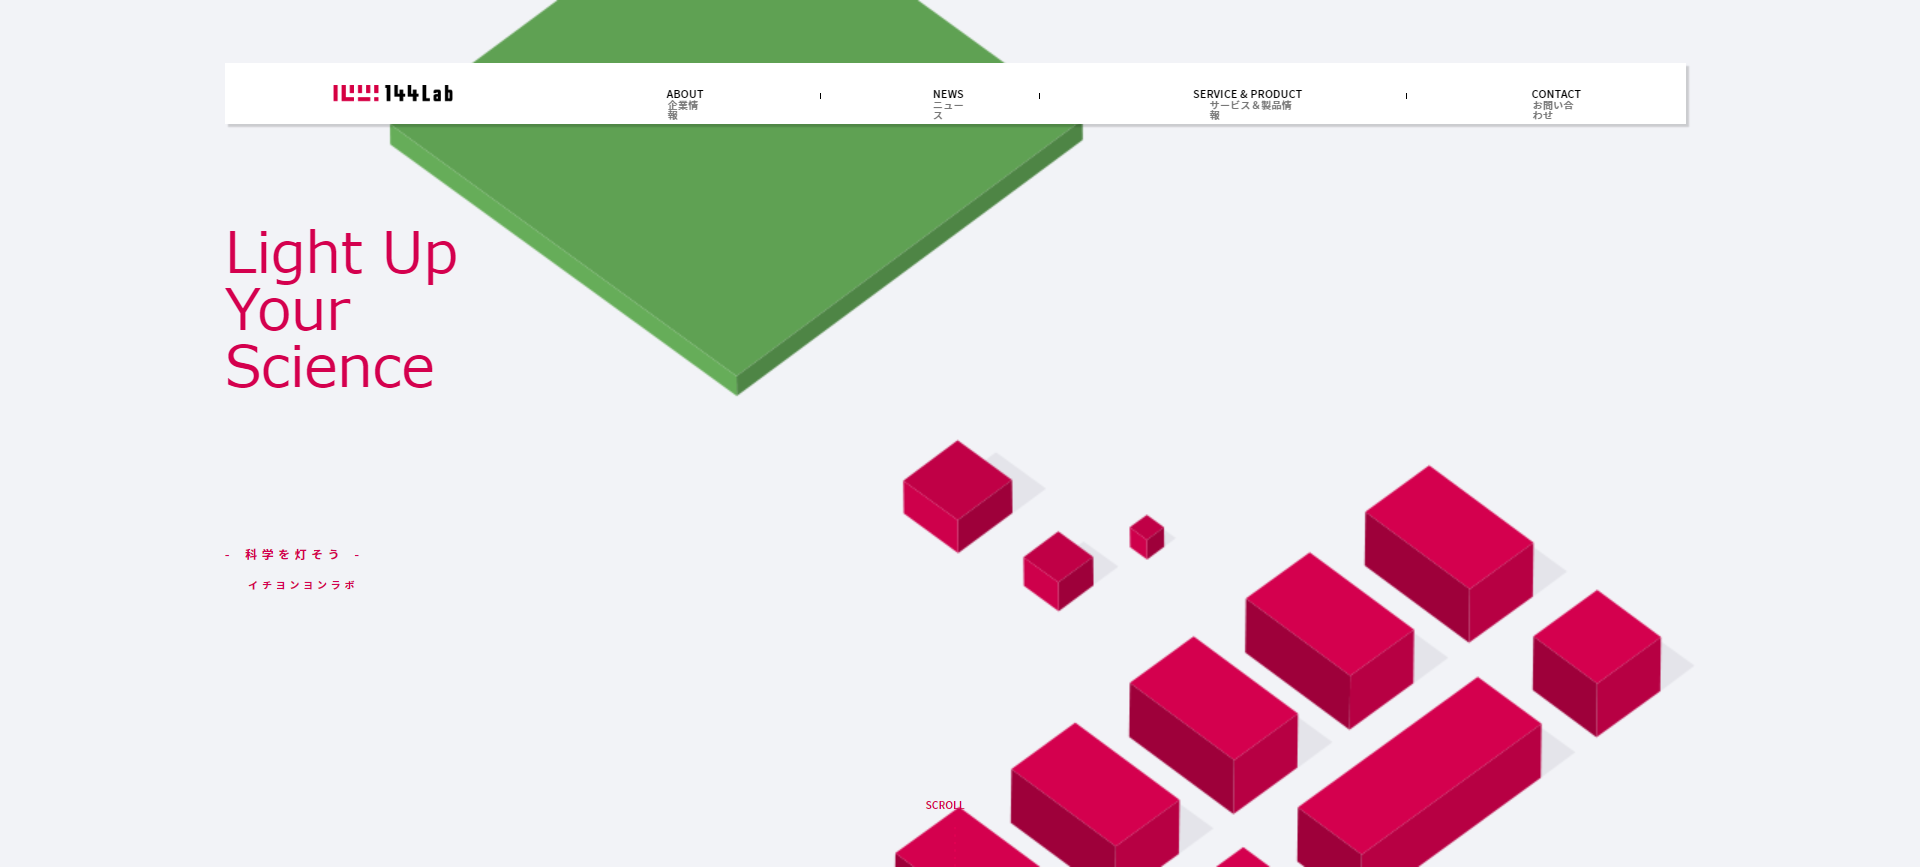 144Lab
ABOUT
企業情
報
NEWS
ニュー
ス
SERVICE & PRODUCT
サービス＆製品情
報
CONTACT
お問い合
わせ
Light Up
Your
Science
- 科学を灯そう -
イチヨンヨンラボ
SCROLL